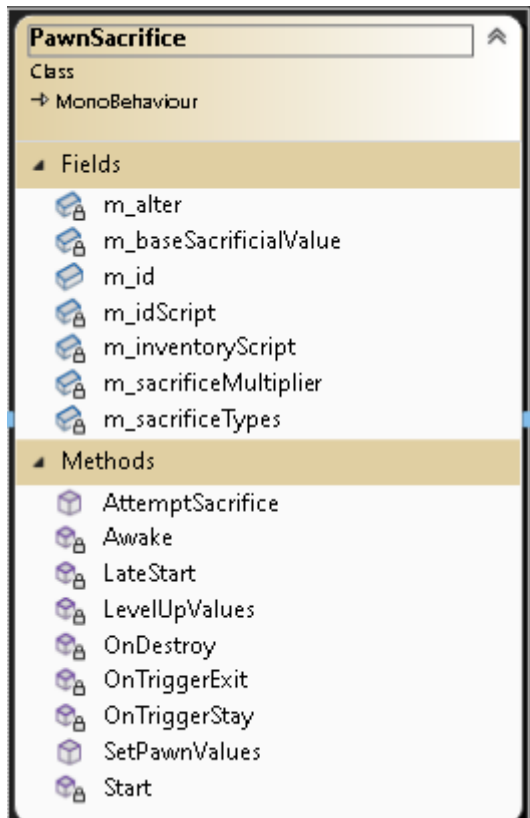 PawnSacrifice
Class
MonoBehaviour
Fields
m_alter
m_baseSacrificialValue
m_id
m_idScript
m_inventoryScript
m_sacrificeMultiplier
m_sacrificeTypes
Methods
AttemptSacrifice
Awake
LateStart
LevelUpValues
OnDestroy
OnTriggerExit
OnTriggerStay
SetPawnValues
Start